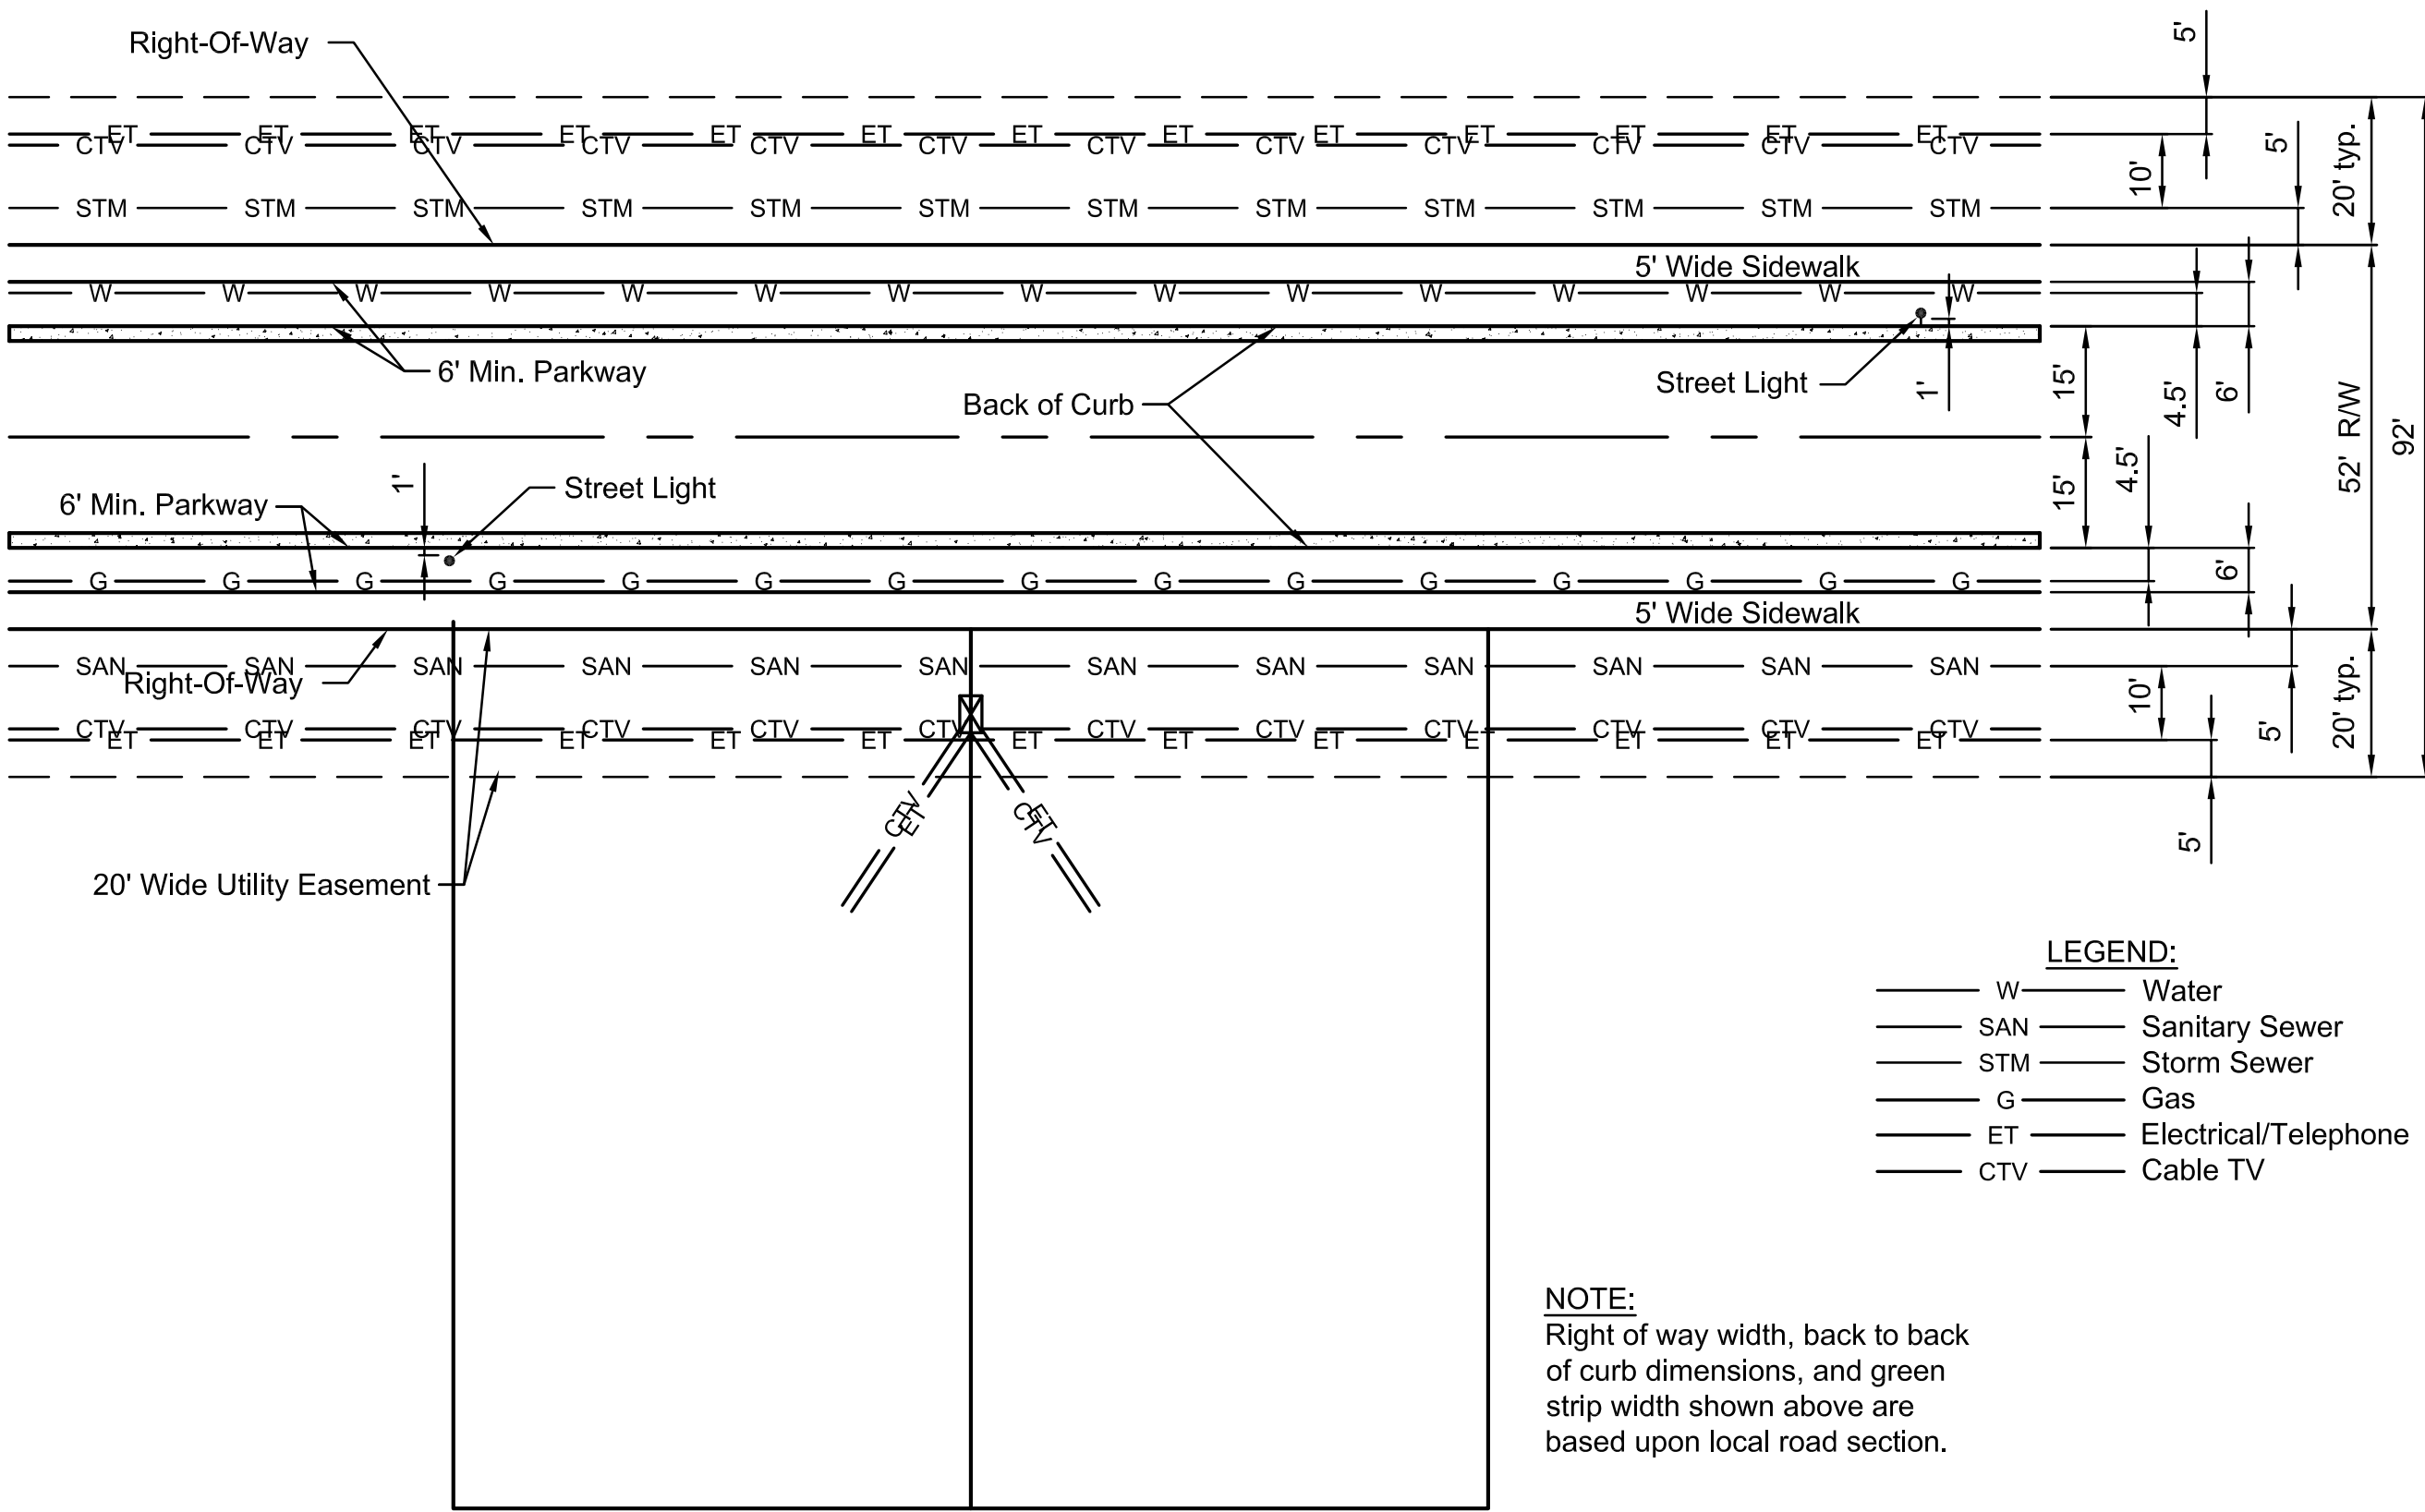 Right-Of-Way
5'
ET ET ET ET ET ET ET ET ET ET ET ET ET
CTV CTV CTV CTV CTV CTV CTV CTV CTV CTV CTV CTV
5'
10'
20' typ.
STM STM STM STM STM STM STM STM STM STM STM STM
5' Wide Sidewalk
W W W W W W W W W W W W W W W
6' Min. Parkway
Back of Curb
Street Light
1'
15'
4.5'
6'
52' R/W
92'
6' Min. Parkway
1'
Street Light
15'
4.5'
6'
G G G G G G G G G G G G G G G
5' Wide Sidewalk
SAN SAN SAN SAN SAN SAN SAN SAN SAN SAN SAN SAN
Right-Of-Way
10'
5'
20' typ.
CTV CTV CTV CTV CTV CTV CTV CTV CTV CTV CTV CTV
ET ET ET ET ET ET ET ET ET ET ET ET ET
CTV
ET
ET
CTV
5'
20' Wide Utility Easement
LEGEND:
W Water
SAN Sanitary Sewer
STM Storm Sewer
G Gas
ET Electrical/Telephone
CTV Cable TV
NOTE:
Right of way width, back to back
of curb dimensions, and green
strip width shown above are
based upon local road section.